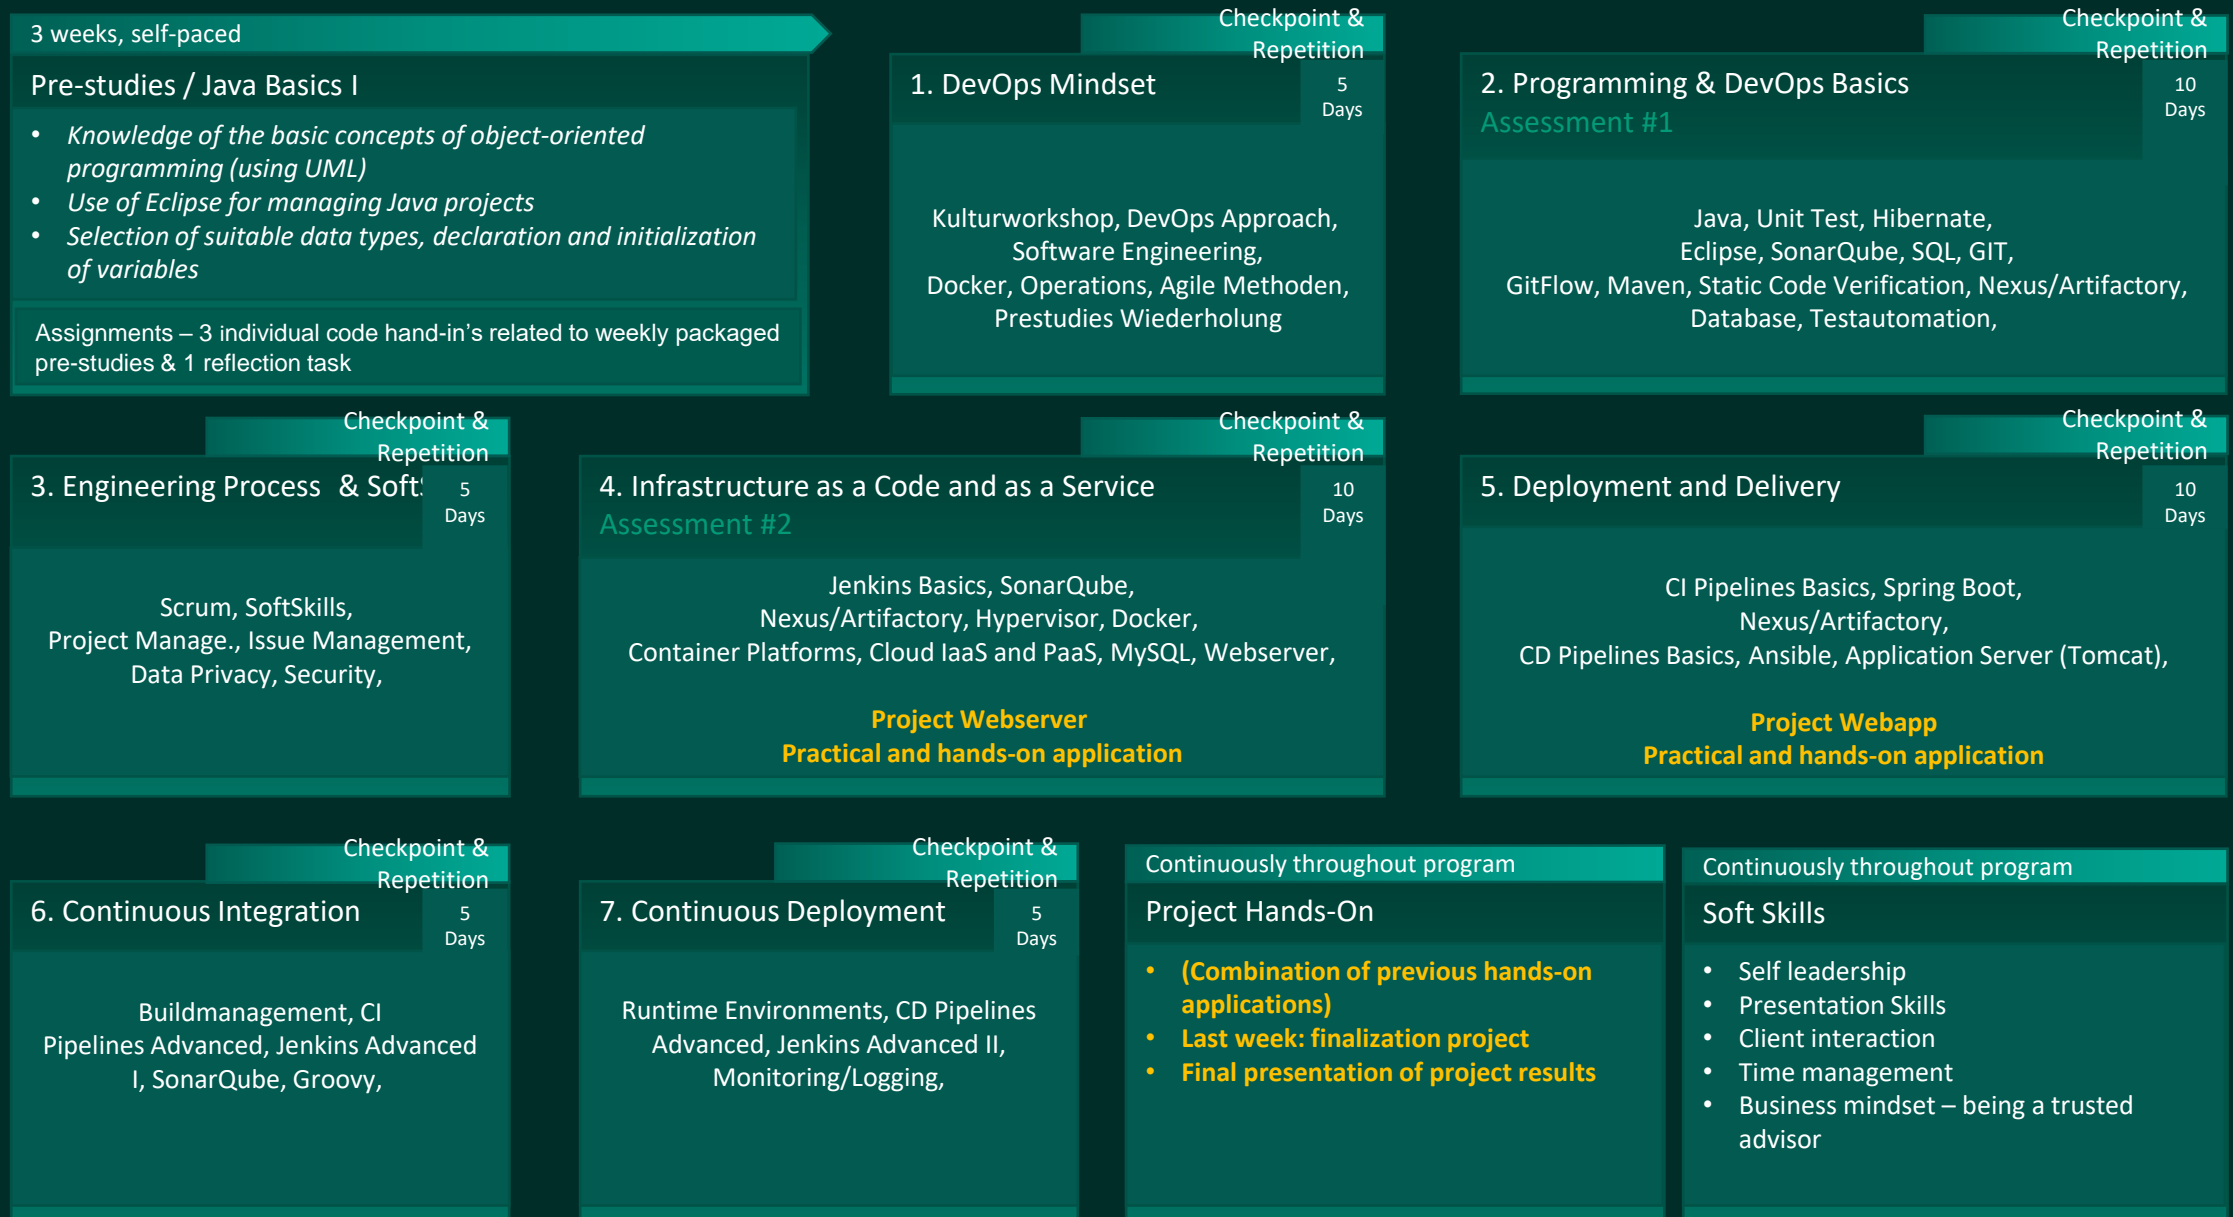 3 weeks, self-paced
Pre-studies / Java Basics I
• Knowledge of the basic concepts of object-oriented
programming (using UML)
• Use of Eclipse for managing Java projects
• Selection of suitable data types, declaration and initialization
of variables
Assignments – 3 individual code hand-in's related to weekly packaged
pre-studies & 1 reflection task
Checkpoint &
Repetition
1. DevOps Mindset
5
Days
Kulturworkshop, DevOps Approach,
Software Engineering,
Docker, Operations, Agile Methoden,
Prestudies Wiederholung
Checkpoint &
Repetition
2. Programming & DevOps Basics
Assessment #1
10
Days
Java, Unit Test, Hibernate,
Eclipse, SonarQube, SQL, GIT,
GitFlow, Maven, Static Code Verification, Nexus/Artifactory,
Database, Testautomation,
Checkpoint &
Repetition
3. Engineering Process & Soft
5
Days
Scrum, SoftSkills,
Project Manage., Issue Management,
Data Privacy, Security,
Checkpoint &
Repetition
4. Infrastructure as a Code and as a Service
Assessment #2
10
Days
Jenkins Basics, SonarQube,
Nexus/Artifactory, Hypervisor, Docker,
Container Platforms, Cloud IaaS and PaaS, MySQL, Webserver,
Project Webserver
Practical and hands-on application
Checkpoint &
Repetition
5. Deployment and Delivery
10
Days
CI Pipelines Basics, Spring Boot,
Nexus/Artifactory,
CD Pipelines Basics, Ansible, Application Server (Tomcat),
Project Webapp
Practical and hands-on application
Checkpoint &
Repetition
6. Continuous Integration
5
Days
Buildmanagement, CI
Pipelines Advanced, Jenkins Advanced
I, SonarQube, Groovy,
Checkpoint &
Repetition
7. Continuous Deployment
5
Days
Runtime Environments, CD Pipelines
Advanced, Jenkins Advanced II,
Monitoring/Logging,
Continuously throughout program
Project Hands-On
• (Combination of previous hands-on
applications)
• Last week: finalization project
• Final presentation of project results
Continuously throughout program
Soft Skills
• Self leadership
• Presentation Skills
• Client interaction
• Time management
• Business mindset – being a trusted
advisor